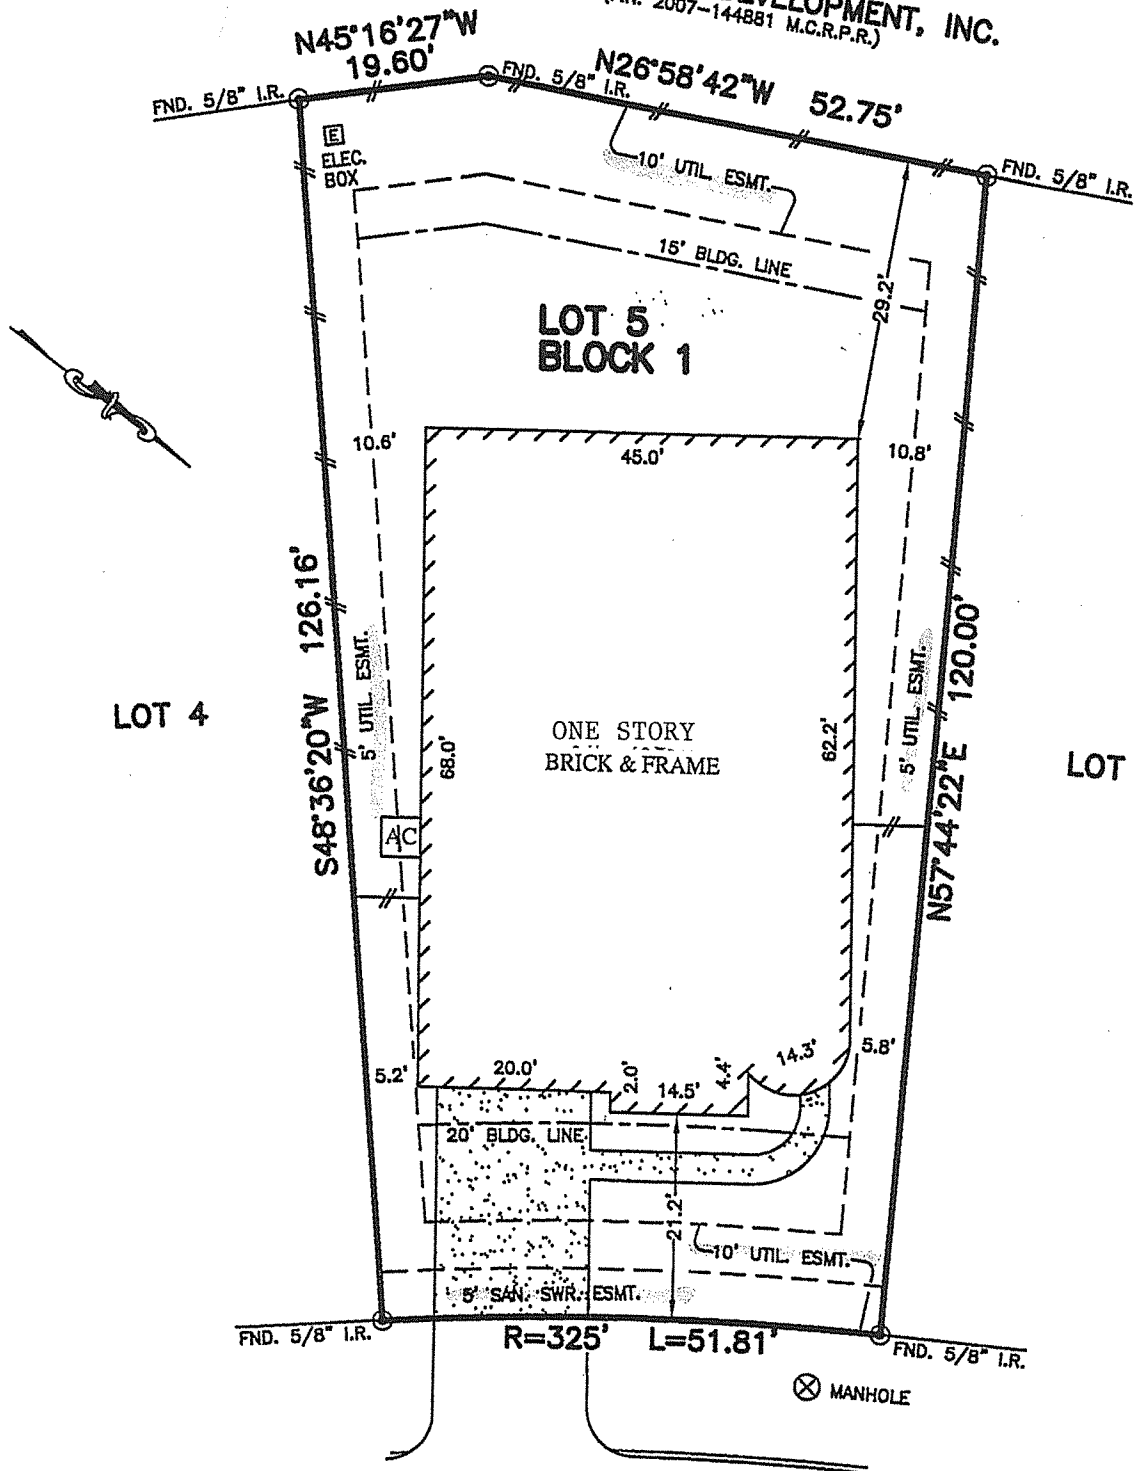 DEVELOPMENT, INC.
2007-144881 M.C.R.P.R.)
N45°16'27"W
19.60'
N26°58'42"W 52.75'
FND. 5/8" I.R.
FND. 5/8" I.R.
FND. 5/8" I.R.
E
ELEC.
BOX
10' UTIL. ESMT.
15' BLDG. LINE
29.2'
LOT 5
BLOCK 1
10.6'
45.0'
10.8'
S48°36'20"W 126.16'
5' UTIL. ESMT.
N57°44'22"E 120.00'
5' UTIL. ESMT.
LOT 4
68.0'
ONE STORY
BRICK & FRAME
62.2'
LOT
AC
5.2'
20.0'
2.0'
14.5'
4.4'
14.3'
5.8'
20' BLDG. LINE
21.2'
10' UTIL. ESMT.
5' SAN. SWR. ESMT.
FND. 5/8" I.R.
R=325' L=51.81'
FND. 5/8" I.R.
MANHOLE